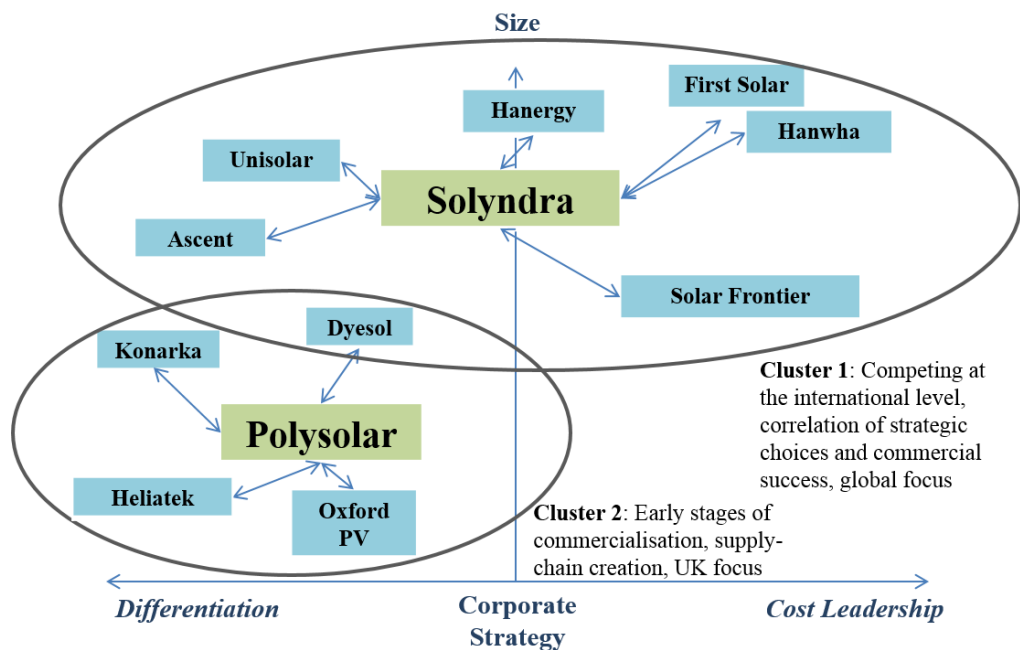 Size
First Solar
Hanergy
Hanwha
Unisolar
Solyndra
Ascent
Solar Frontier
Dyesol
Konarka
Polysolar
Heliatek
Oxford
PV
Cluster 1: Competing at
the international level,
correlation of strategic
choices and commercial
success, global focus
Cluster 2: Early stages of
commercialisation, supply-
chain creation, UK focus
Differentiation
Corporate
Strategy
Cost Leadership